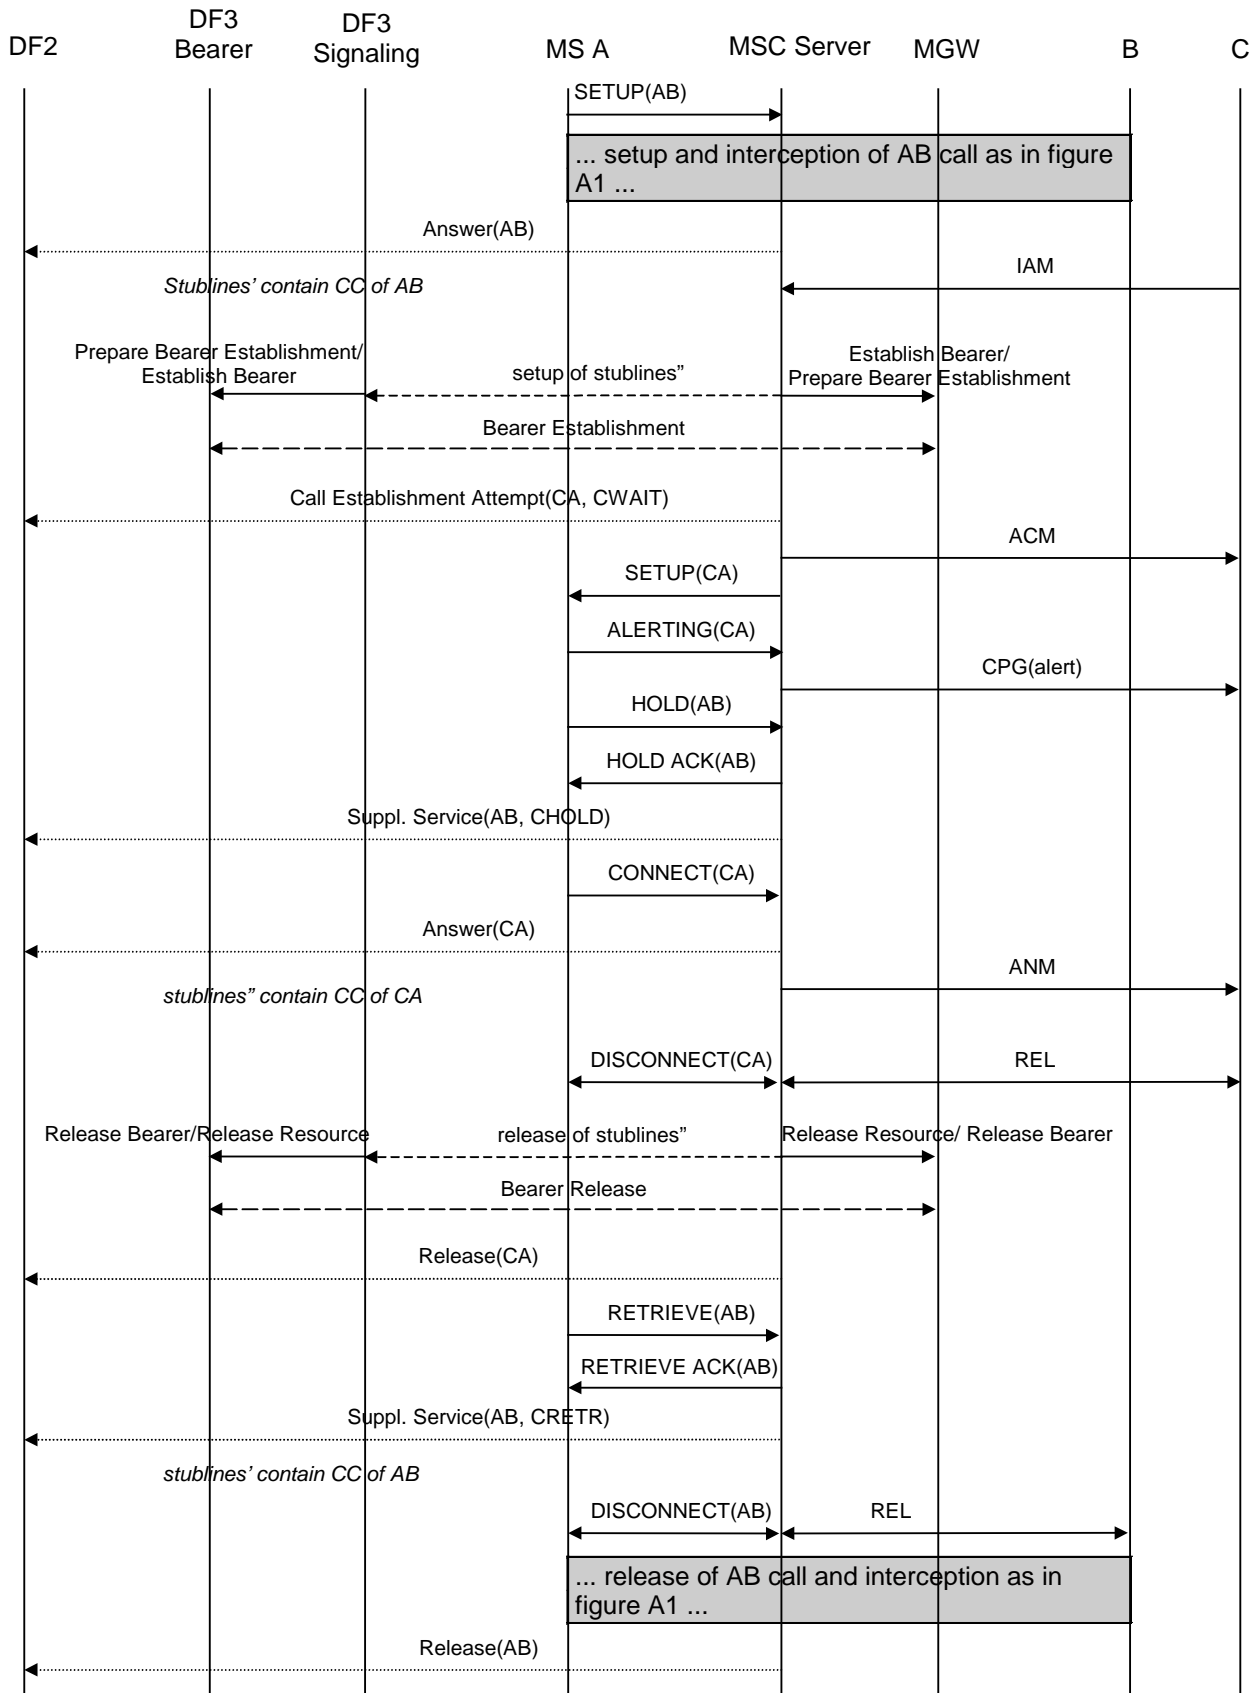 DF2
DF3
Bearer
DF3
Signaling
MS A
MSC Server
MGW
B
C
SETUP(AB)
... setup and interception of AB call as in figure
A1 ...
Answer(AB)
IAM
Stublines’ contain CC of AB
Prepare Bearer Establishment/
Establish Bearer
setup of stublines”
Establish Bearer/
Prepare Bearer Establishment
Bearer Establishment
Call Establishment Attempt(CA, CWAIT)
ACM
SETUP(CA)
ALERTING(CA)
CPG(alert)
HOLD(AB)
HOLD ACK(AB)
Suppl. Service(AB, CHOLD)
CONNECT(CA)
Answer(CA)
ANM
stublines” contain CC of CA
DISCONNECT(CA)
REL
Release Bearer/Release Resource
release of stublines”
Release Resource/ Release Bearer
Bearer Release
Release(CA)
RETRIEVE(AB)
RETRIEVE ACK(AB)
Suppl. Service(AB, CRETR)
stublines’ contain CC of AB
DISCONNECT(AB)
REL
... release of AB call and interception as in
figure A1 ...
Release(AB)